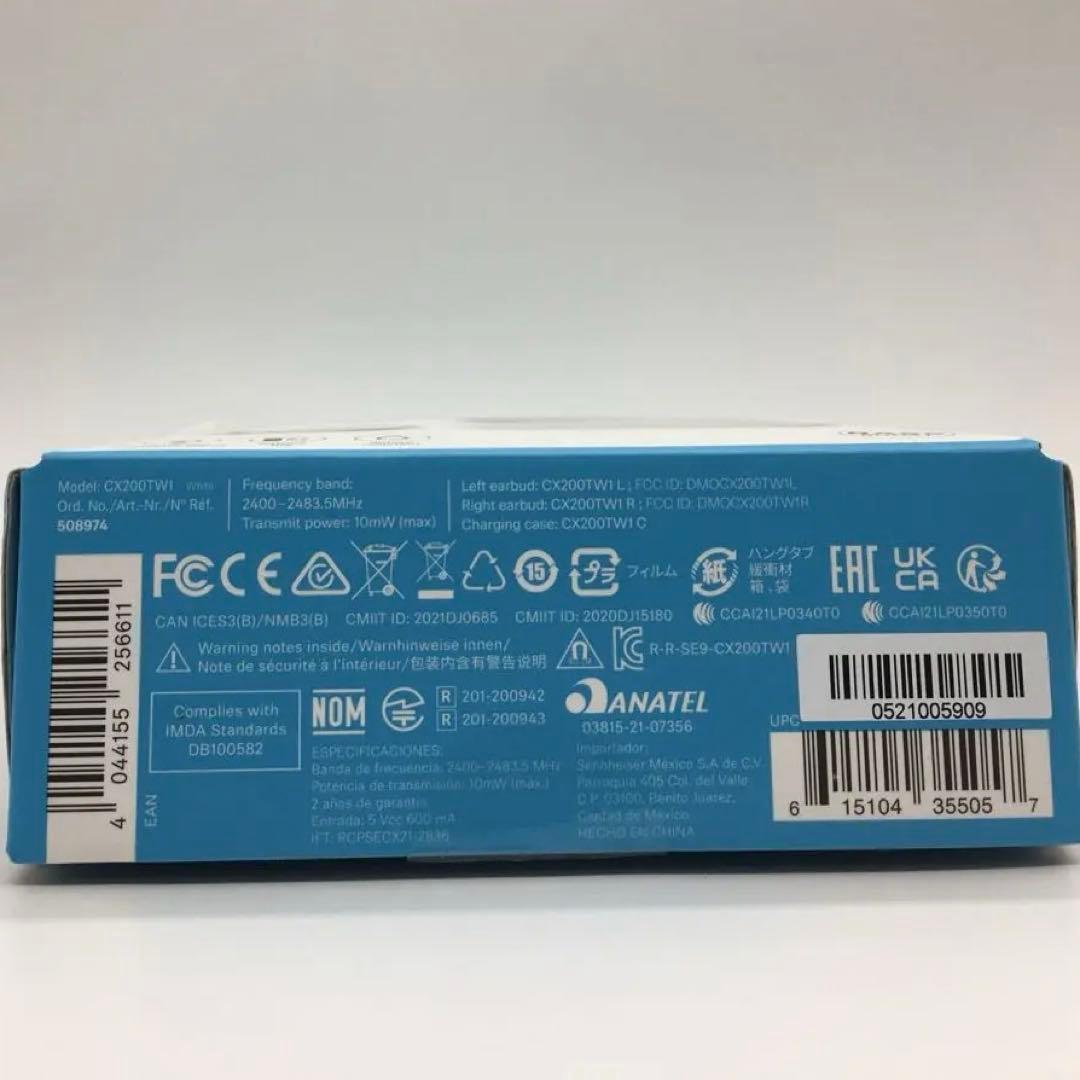 Model: CX200TW1 White
Ord. No./Art.-Nr./N° Réf.
508974
Frequency band:
2400–2483.5MHz
Transmit power: 10mW (max)
Left earbud: CX200TW1 L ; FCC ID: DMOCX200TW1L
Right earbud: CX200TW1 R ; FCC ID: DMOCX200TW1R
Charging case: CX200TW1 C
FC CE 15 プラ フィルム 紙 ハングタブ
緩衝材
箱、袋
EAC UK
CA
CAN ICES3(B)/NMB3(B) CMIIT ID: 2021DJ0685 CMIIT ID: 2020DJ15180 CCAI21LP0340T0 CCAI21LP0350T0
Warning notes inside/Warnhinweise innen/
Note de sécurité à l'intérieur/包装内含有警告说明
R-R-SE9-CX200TW1
Complies with
IMDA Standards
DB100582
NOM
R 201-200942
R 201-200943
ANATEL
03815-21-07356
ESPECIFICACIONES:
Banda de frecuencia: 2400–2483.5 MHz
Potencia de transmisión: 10mW (max.)
2 años de garantía
Entrada: 5 Vcc 600 mA
IFT: RCPSECX21-2836
Importador:
Sennheiser México S.A de C.V.
Parroquia 405 Col. del Valle
C.P. 03100, Benito Juárez,
Ciudad de México
HECHO EN CHINA
0521005909
UPC
6 15104 35505 7
EAN
4 044155 256611